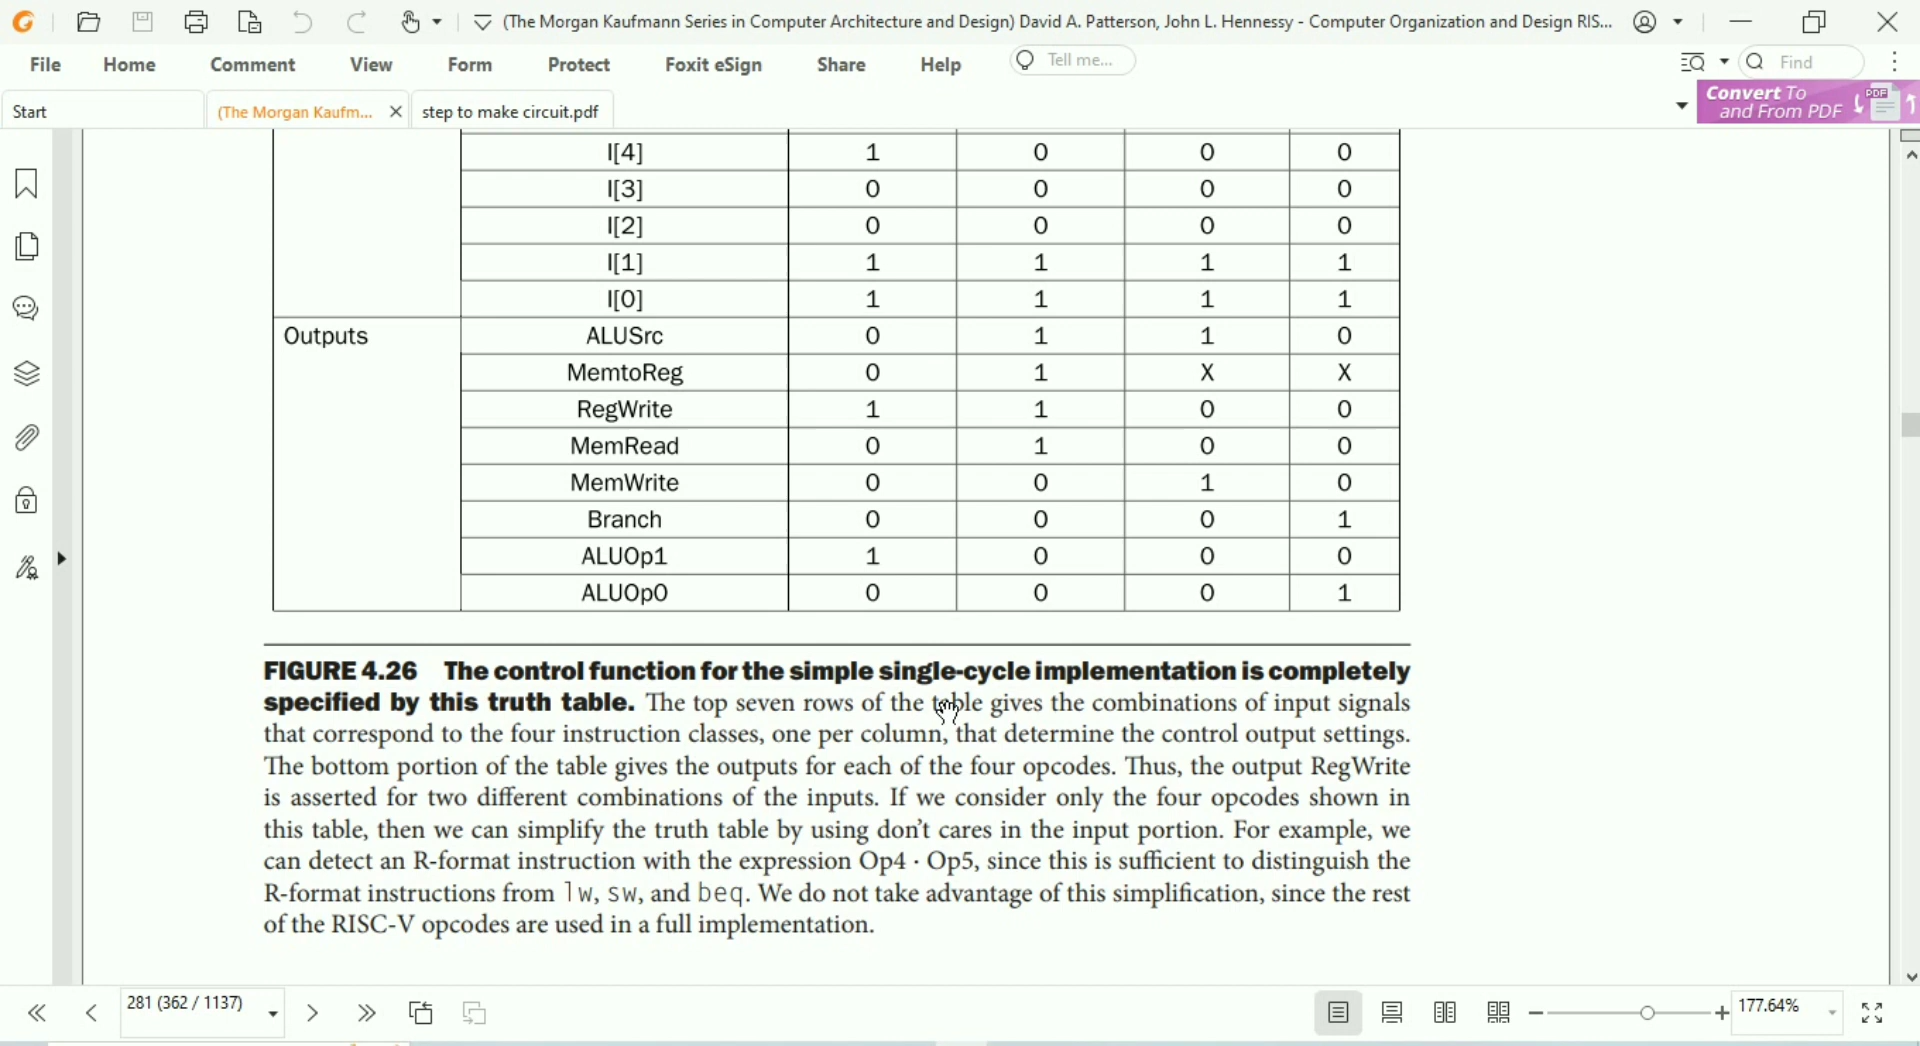 (The Morgan Kaufmann Series in Computer Architecture and Design) David A. Patterson, John L. Hennessy - Computer Organization and Design RIS...
File Home Comment View Form Protect Foxit eSign Share Help Tell me... Find
Start (The Morgan Kaufm... step to make circuit.pdf Convert To
and From PDF PDF
I[4] 1 0 0 0
I[3] 0 0 0 0
I[2] 0 0 0 0
I[1] 1 1 1 1
I[0] 1 1 1 1
Outputs ALUSrc 0 1 1 0
MemtoReg 0 1 X X
RegWrite 1 1 0 0
MemRead 0 1 0 0
MemWrite 0 0 1 0
Branch 0 0 0 1
ALUOp1 1 0 0 0
ALUOp0 0 0 0 1
FIGURE 4.26 The control function for the simple single-cycle implementation is completely
specified by this truth table. The top seven rows of the table gives the combinations of input signals
that correspond to the four instruction classes, one per column, that determine the control output settings.
The bottom portion of the table gives the outputs for each of the four opcodes. Thus, the output RegWrite
is asserted for two different combinations of the inputs. If we consider only the four opcodes shown in
this table, then we can simplify the truth table by using don't cares in the input portion. For example, we
can detect an R-format instruction with the expression Op4 · Op5, since this is sufficient to distinguish the
R-format instructions from lw, sw, and beq. We do not take advantage of this simplification, since the rest
of the RISC-V opcodes are used in a full implementation.
281 (362 / 1137) 177.64%